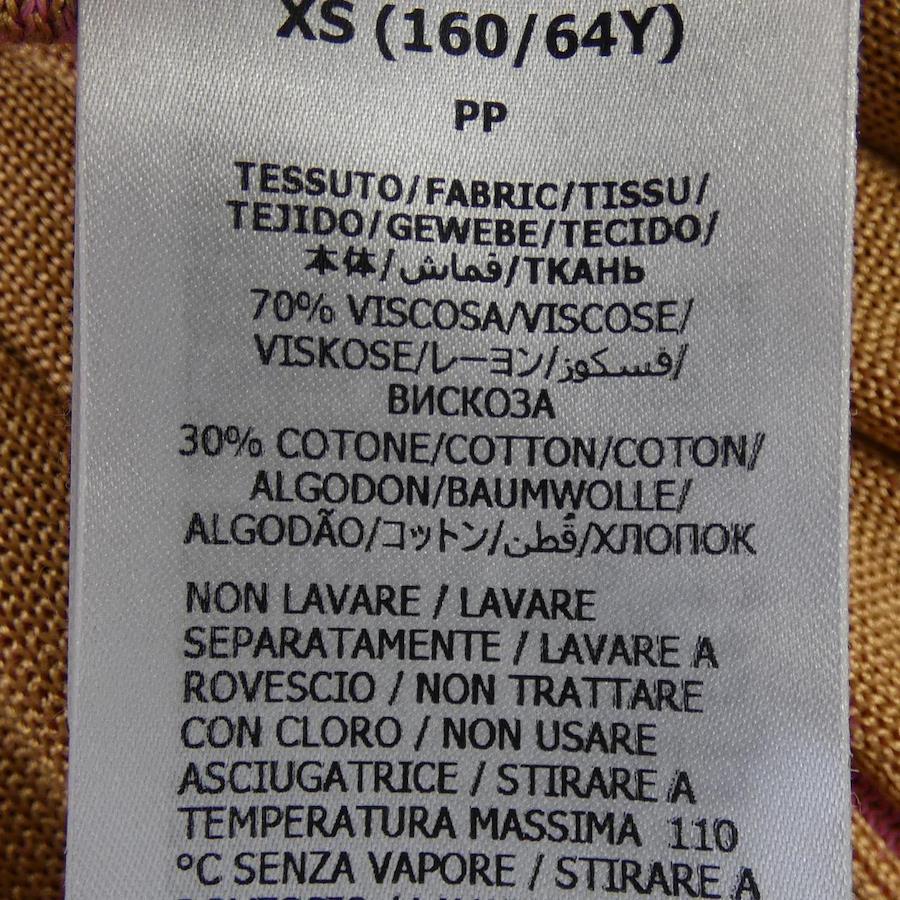 XS (160/64Y)
PP
TESSUTO/FABRIC/TISSU/
TEJIDO/GEWEBE/TECIDO/
本体/قماش/ТКАНЬ
70% VISCOSA/VISCOSE/
VISKOSE/レーヨン/فسكوز/
ВИСКОЗА
30% COTONE/COTTON/COTON/
ALGODON/BAUMWOLLE/
ALGODÃO/コットン/قُطن/ХЛОПОК
NON LAVARE / LAVARE
SEPARATAMENTE / LAVARE A
ROVESCIO / NON TRATTARE
CON CLORO / NON USARE
ASCIUGATRICE / STIRARE A
TEMPERATURA MASSIMA 110
°C SENZA VAPORE / STIRARE A